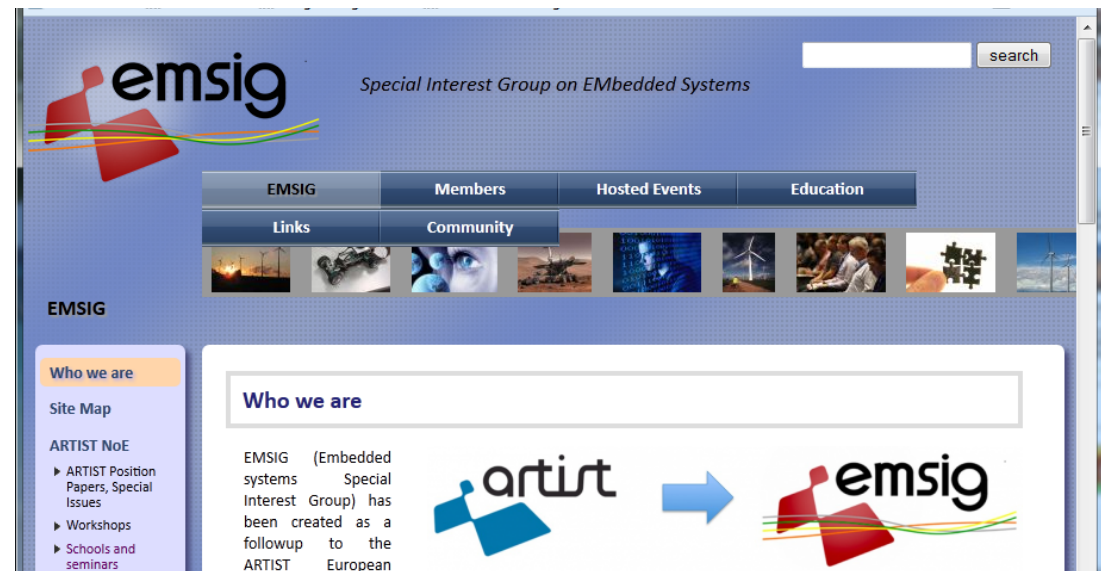 emsig
Special Interest Group on EMbedded Systems
search
EMSIG Members Hosted Events Education
Links Community
EMSIG
Who we are
Site Map
ARTIST NoE
ARTIST Position
Papers, Special
Issues
Workshops
Schools and
seminars
Who we are
EMSIG (Embedded
systems Special
Interest Group) has
been created as a
followup to the
ARTIST European
artist
emsig